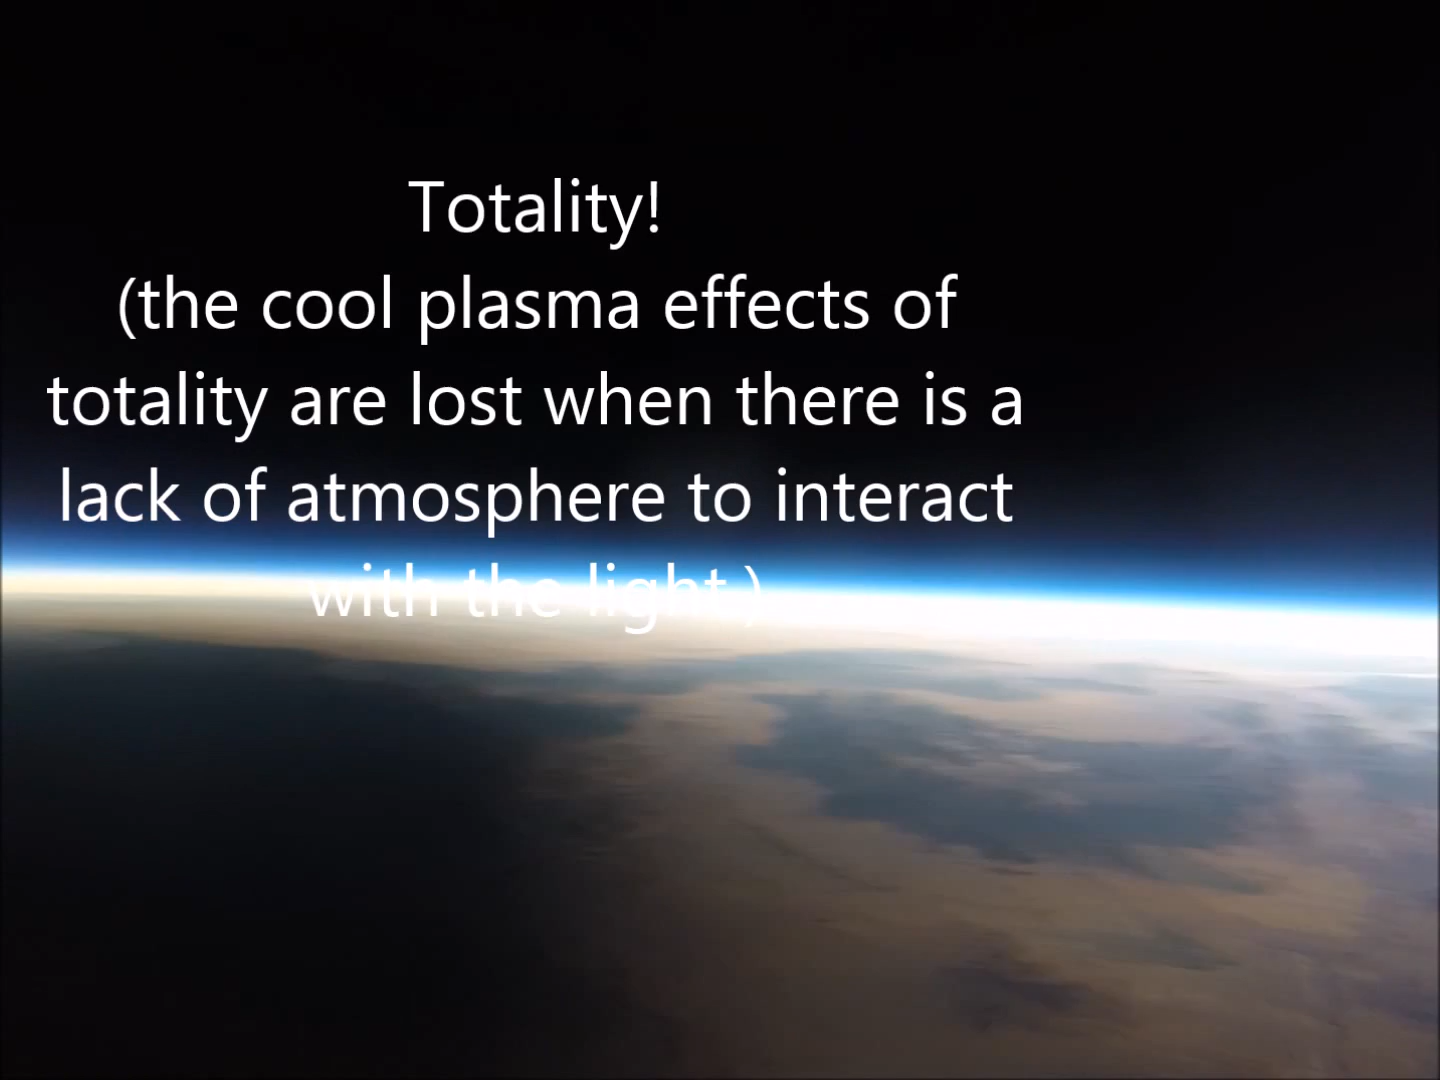 Totality!
(the cool plasma effects of
totality are lost when there is a
lack of atmosphere to interact
with the light.)